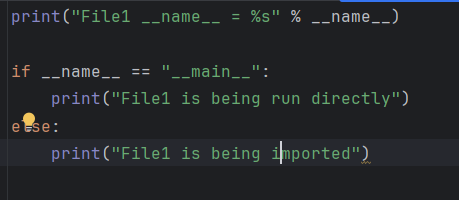 print("File1 __name__ = %s" % __name__)
if __name__ == "__main__":
    print("File1 is being run directly")
else:
    print("File1 is being imported")